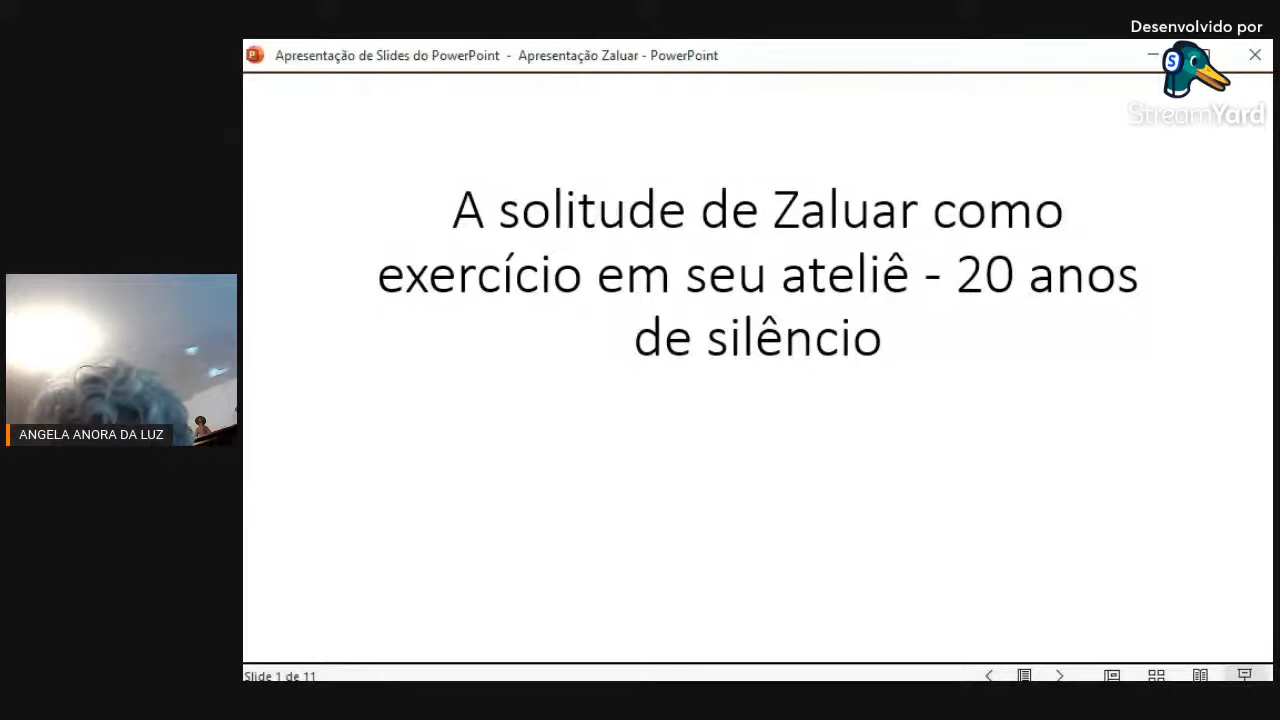 Desenvolvido por
StreamYard
Apresentação de Slides do PowerPoint - Apresentação Zaluar - PowerPoint
A solitude de Zaluar como
exercício em seu ateliê - 20 anos
de silêncio
ANGELA ANORA DA LUZ
Slide 1 de 11